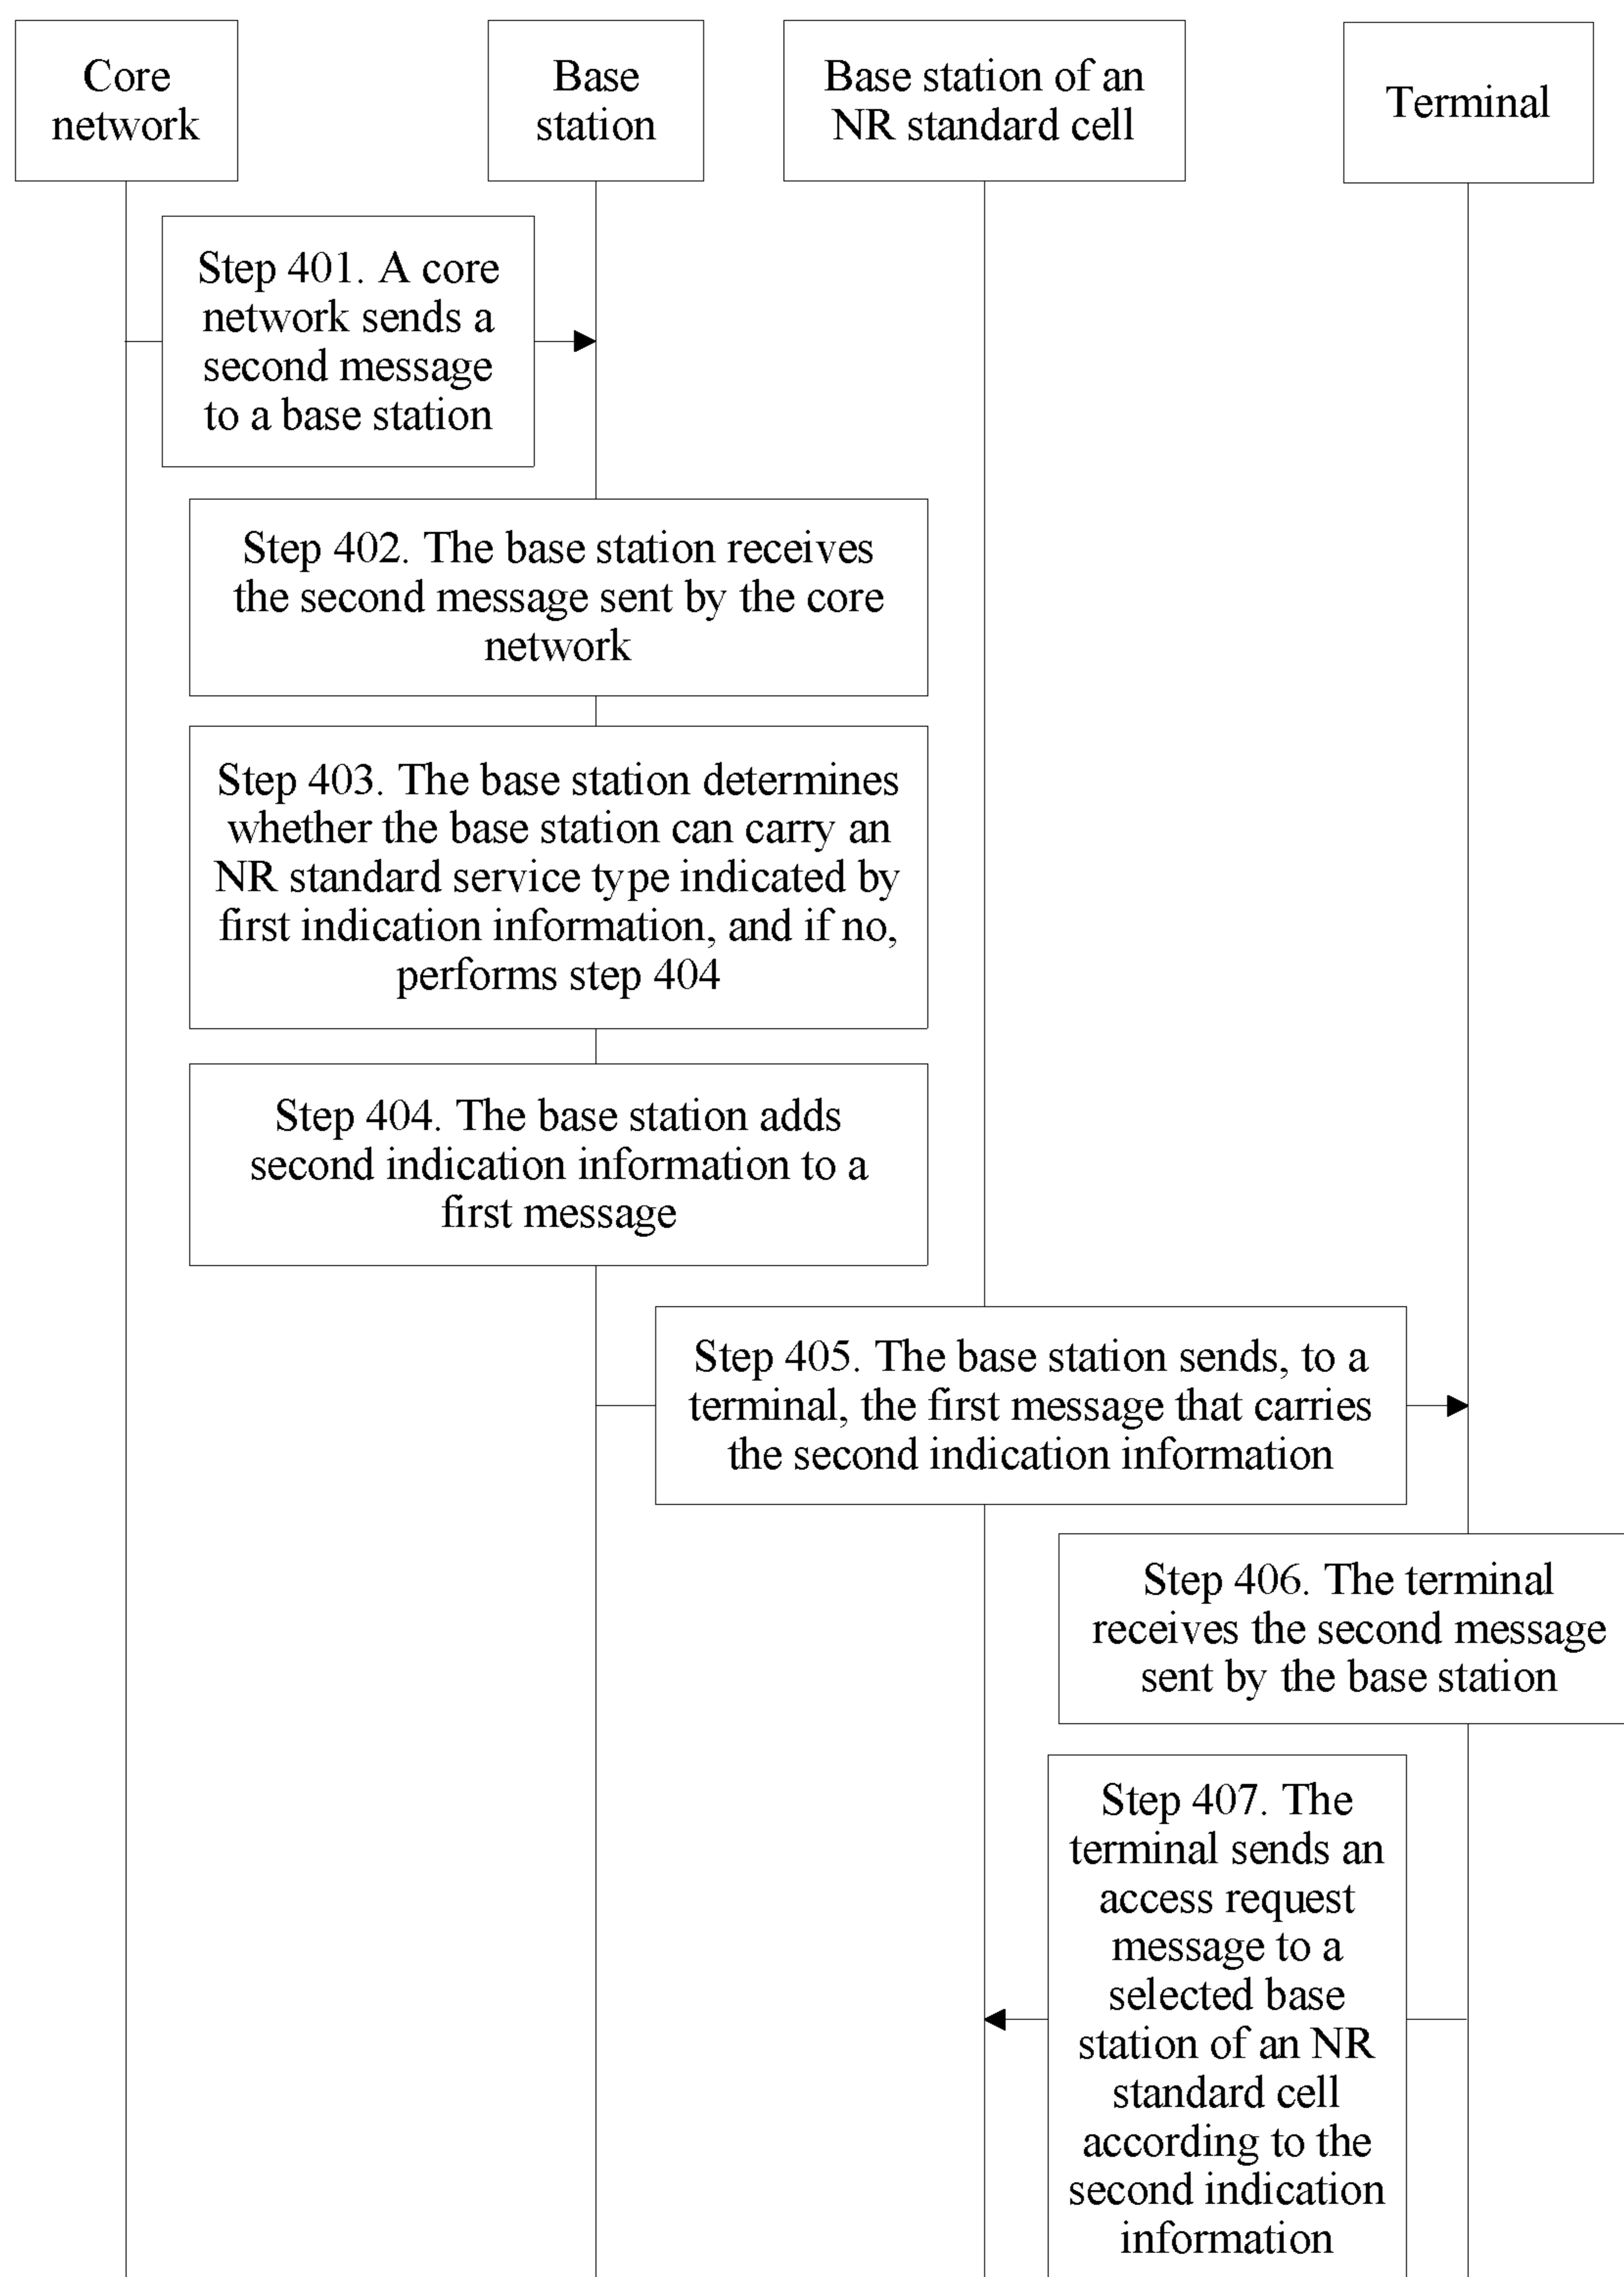 Core
network
Base
station
Base station of an
NR standard cell
Terminal
Step 401. A core
network sends a
second message
to a base station
Step 402. The base station receives
the second message sent by the core
network
Step 403. The base station determines
whether the base station can carry an
NR standard service type indicated by
first indication information, and if no,
performs step 404
Step 404. The base station adds
second indication information to a
first message
Step 405. The base station sends, to a
terminal, the first message that carries
the second indication information
Step 406. The terminal
receives the second message
sent by the base station
Step 407. The
terminal sends an
access request
message to a
selected base
station of an NR
standard cell
according to the
second indication
information